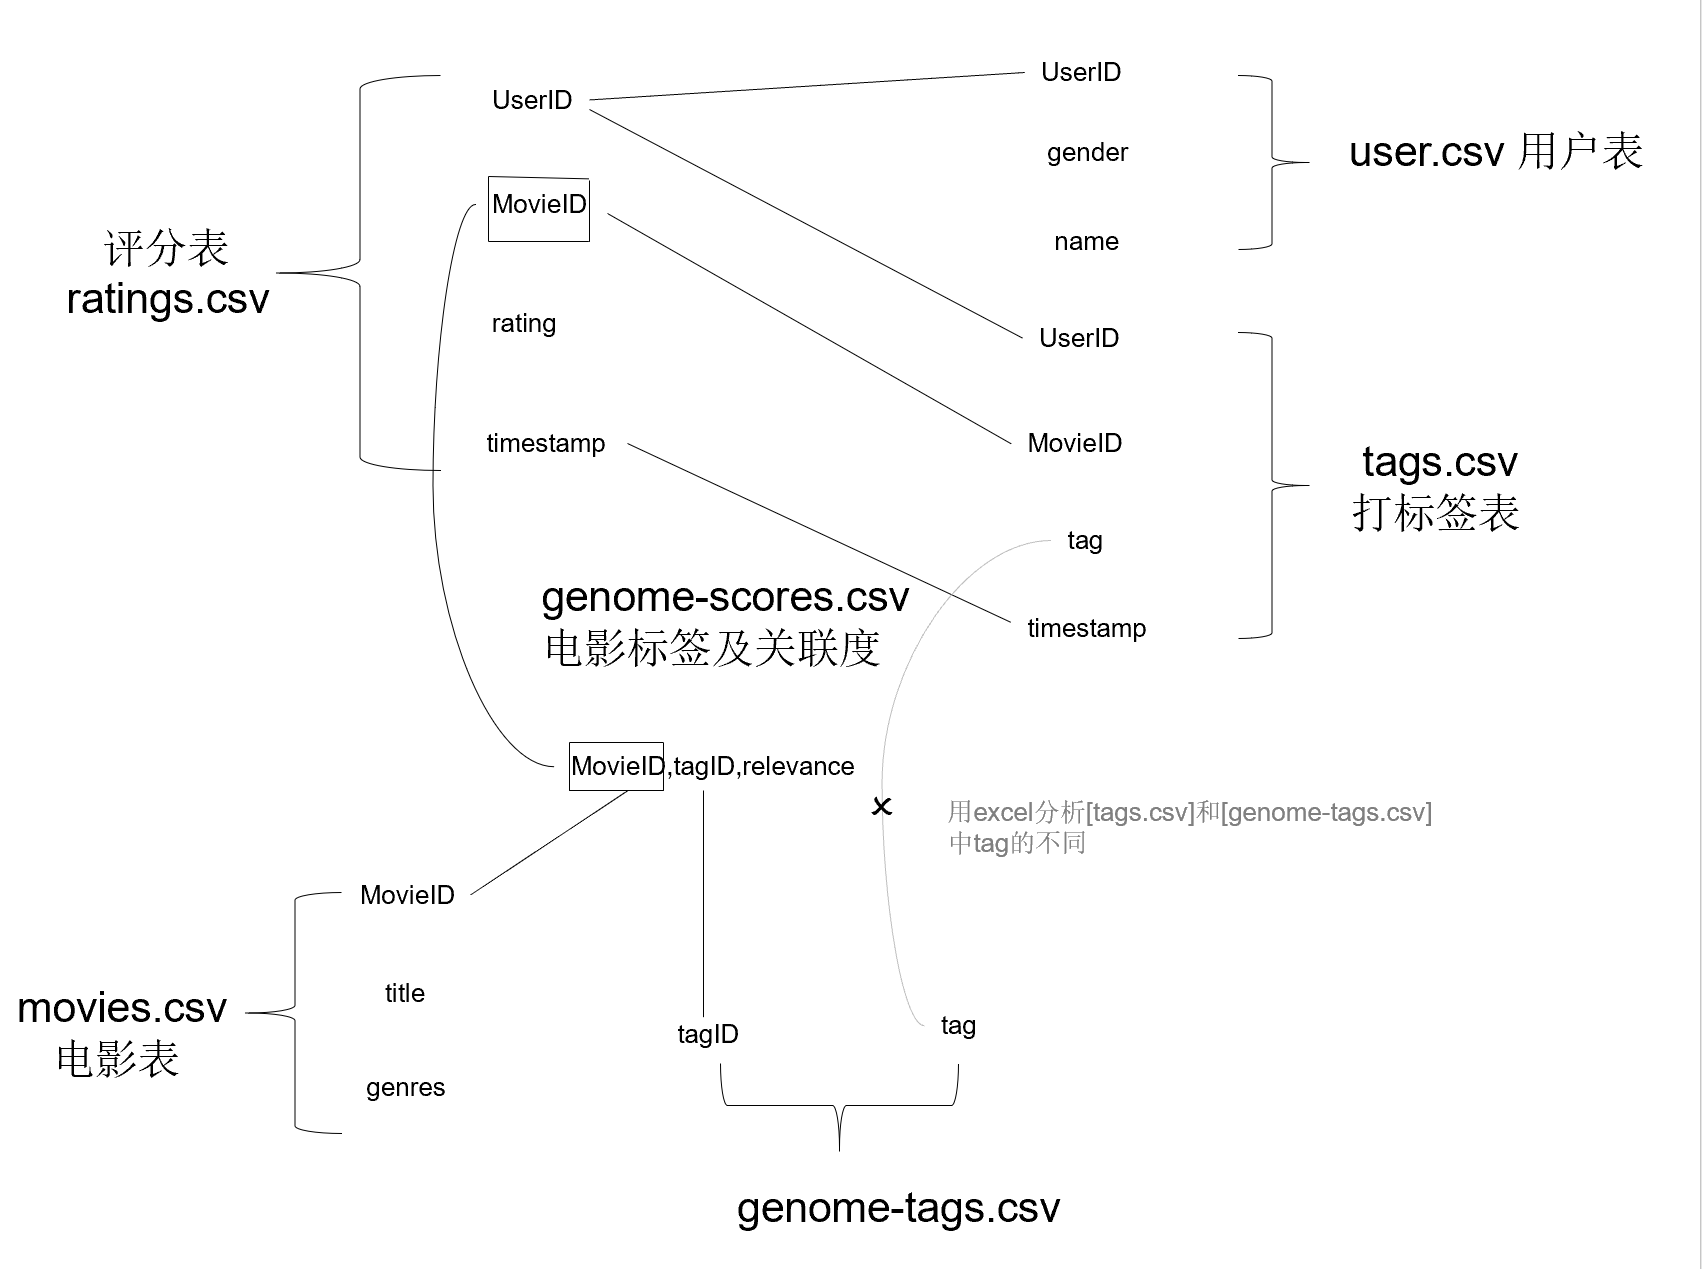 评分表
ratings.csv
UserID
MovieID
rating
timestamp
UserID
gender
name
user.csv 用户表
UserID
MovieID
tag
timestamp
tags.csv
打标签表
genome-scores.csv
电影标签及关联度
MovieID,tagID,relevance
用excel分析[tags.csv]和[genome-tags.csv]
中tag的不同
movies.csv
电影表
MovieID
title
genres
tagID
tag
genome-tags.csv